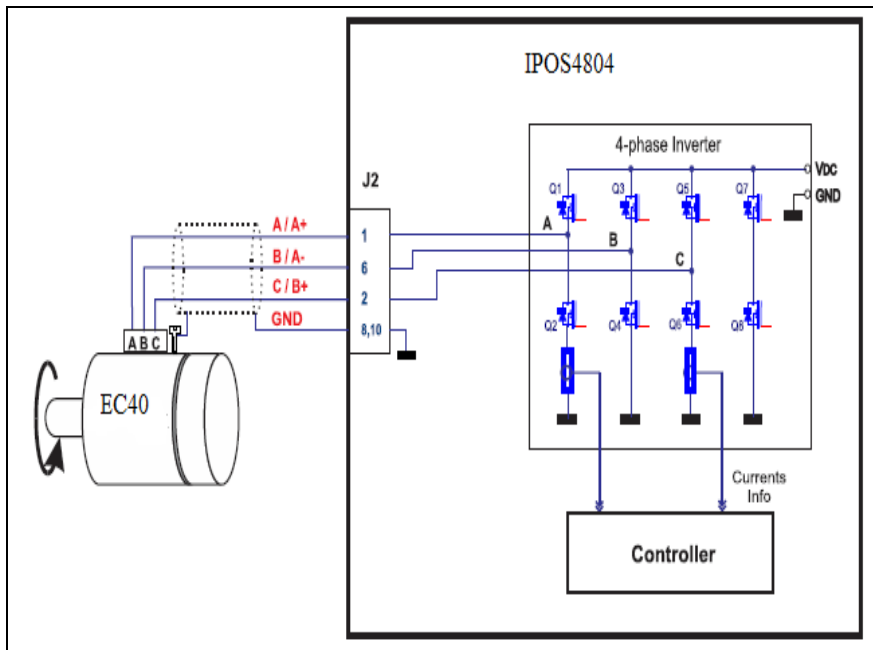 IPOS4804
4-phase Inverter
VDC
GND
Q1
Q3
Q5
Q7
J2
A / A+
1
A
B / A-
6
B
C / B+
2
C
GND
8,10
Q2
Q4
Q6
Q8
A B C
EC40
Currents
Info
Controller